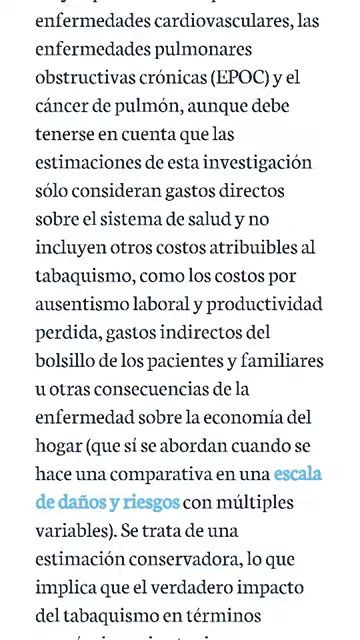 enfermedades cardiovasculares, las
enfermedades pulmonares
obstructivas crónicas (EPOC) y el
cáncer de pulmón, aunque debe
tenerse en cuenta que las
estimaciones de esta investigación
sólo consideran gastos directos
sobre el sistema de salud y no
incluyen otros costos atribuibles al
tabaquismo, como los costos por
ausentismo laboral y productividad
perdida, gastos indirectos del
bolsillo de los pacientes y familiares
u otras consecuencias de la
enfermedad sobre la economía del
hogar (que sí se abordan cuando se
hace una comparativa en una escala
de daños y riesgos con múltiples
variables). Se trata de una
estimación conservadora, lo que
implica que el verdadero impacto
del tabaquismo en términos